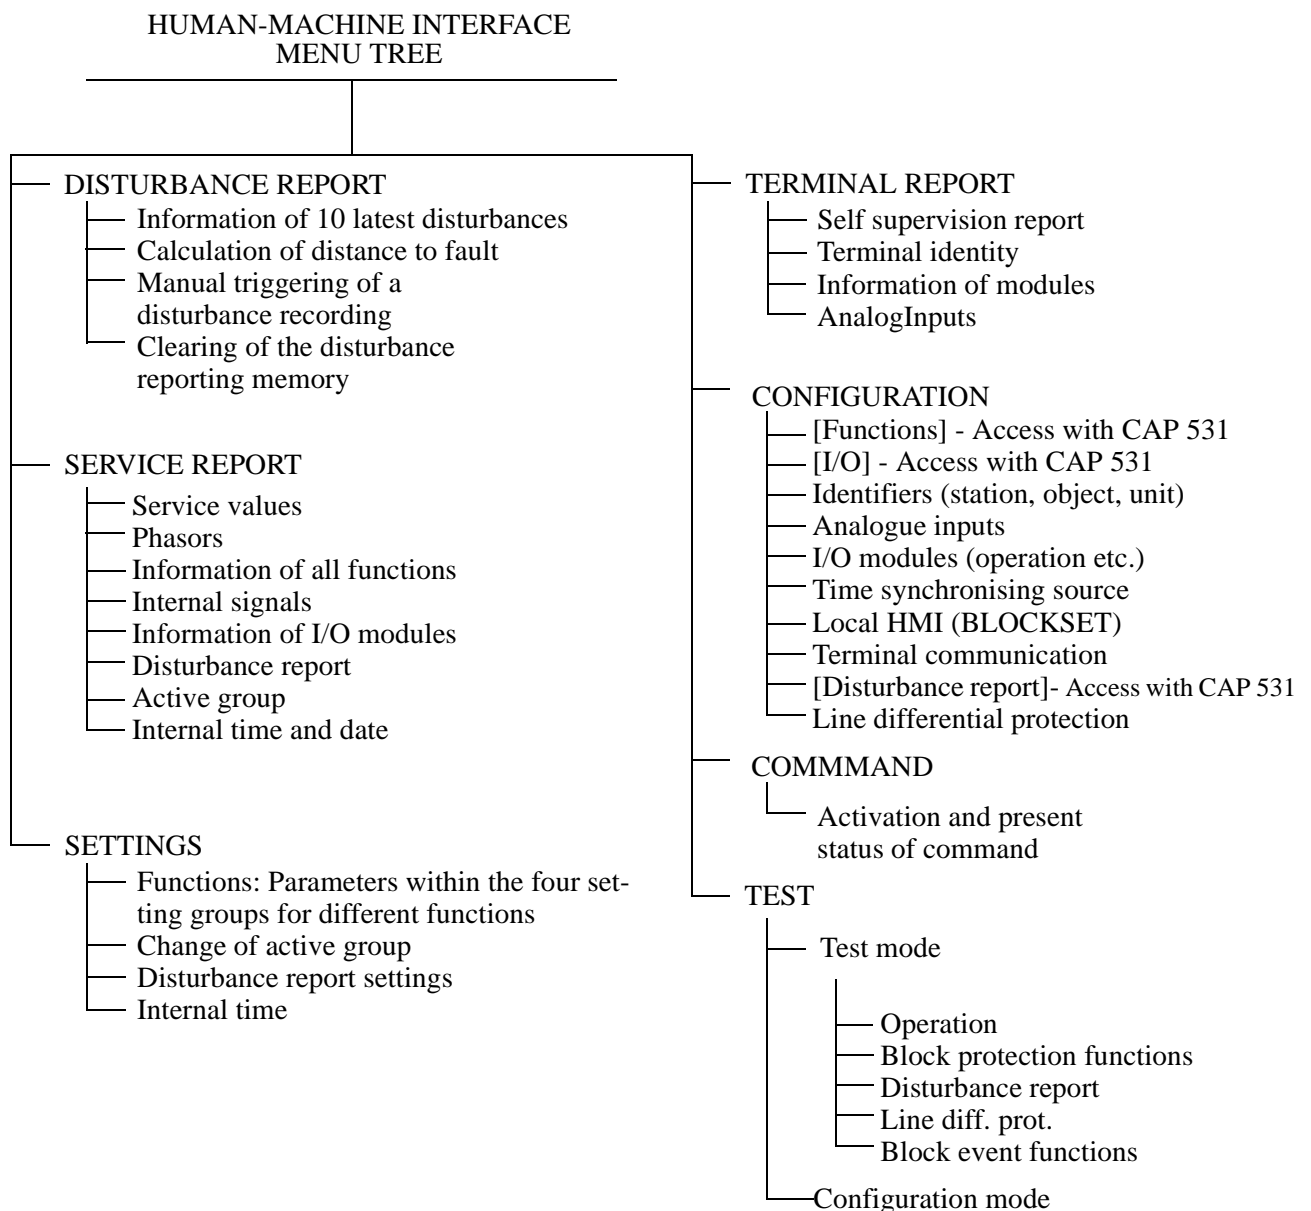 HUMAN-MACHINE INTERFACE
MENU TREE
DISTURBANCE REPORT
Information of 10 latest disturbances
Calculation of distance to fault
Manual triggering of a
disturbance recording
Clearing of the disturbance
reporting memory
SERVICE REPORT
Service values
Phasors
Information of all functions
Internal signals
Information of I/O modules
Disturbance report
Active group
Internal time and date
SETTINGS
Functions: Parameters within the four set-
ting groups for different functions
Change of active group
Disturbance report settings
Internal time
TERMINAL REPORT
Self supervision report
Terminal identity
Information of modules
AnalogInputs
CONFIGURATION
[Functions] - Access with CAP 531
[I/O] - Access with CAP 531
Identifiers (station, object, unit)
Analogue inputs
I/O modules (operation etc.)
Time synchronising source
Local HMI (BLOCKSET)
Terminal communication
[Disturbance report]- Access with CAP 531
Line differential protection
COMMMAND
Activation and present
status of command
TEST
Test mode
Operation
Block protection functions
Disturbance report
Line diff. prot.
Block event functions
Configuration mode